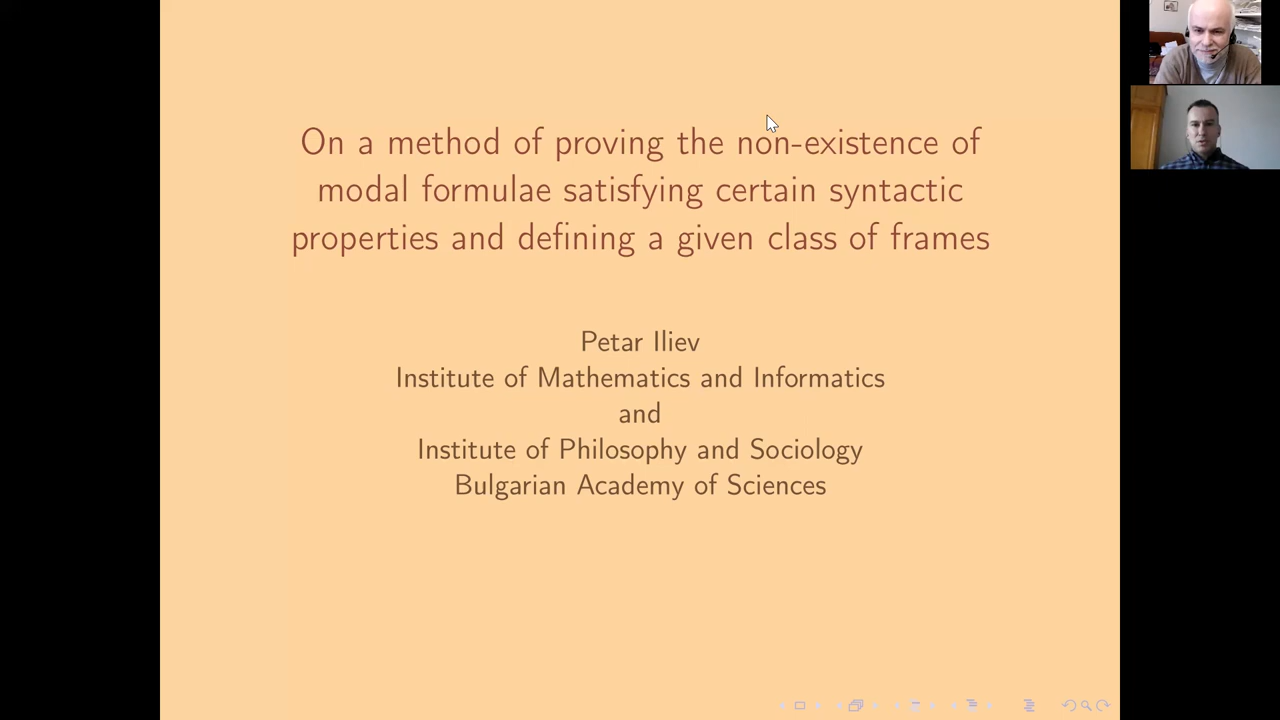 On a method of proving the non-existence of
modal formulae satisfying certain syntactic
properties and defining a given class of frames
Petar Iliev
Institute of Mathematics and Informatics
and
Institute of Philosophy and Sociology
Bulgarian Academy of Sciences